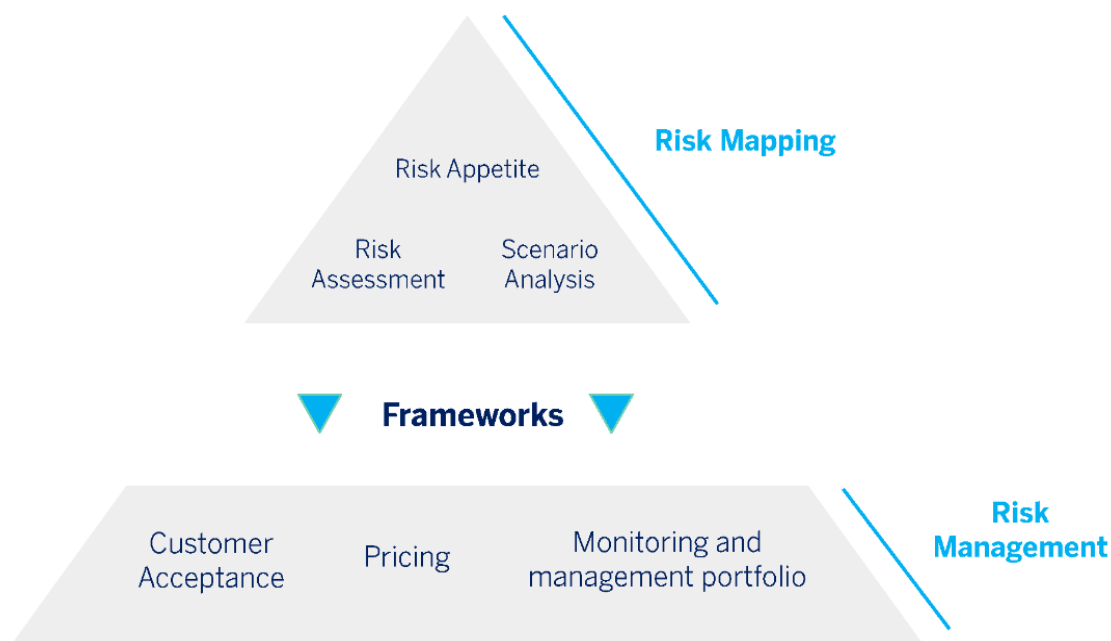 Risk Mapping
Risk Appetite
Risk
Assessment
Scenario
Analysis
Frameworks
Customer
Acceptance
Pricing
Monitoring and
management portfolio
Risk
Management